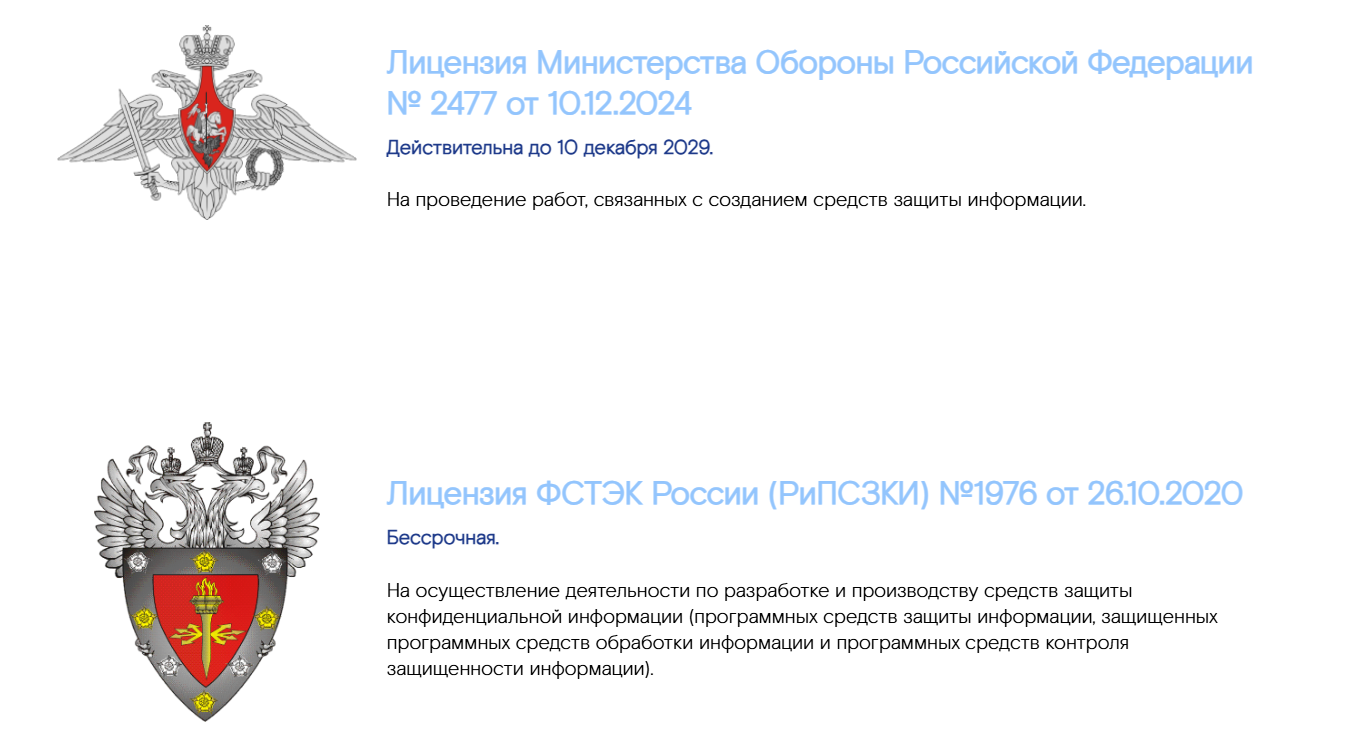 Лицензия Министерства Обороны Российской Федерации
№ 2477 от 10.12.2024
Действительна до 10 декабря 2029.
На проведение работ, связанных с созданием средств защиты информации.
Лицензия ФСТЭК России (РиПСЗКИ) №1976 от 26.10.2020
Бессрочная.
На осуществление деятельности по разработке и производству средств защиты
конфиденциальной информации (программных средств защиты информации, защищенных
программных средств обработки информации и программных средств контроля
защищенности информации).